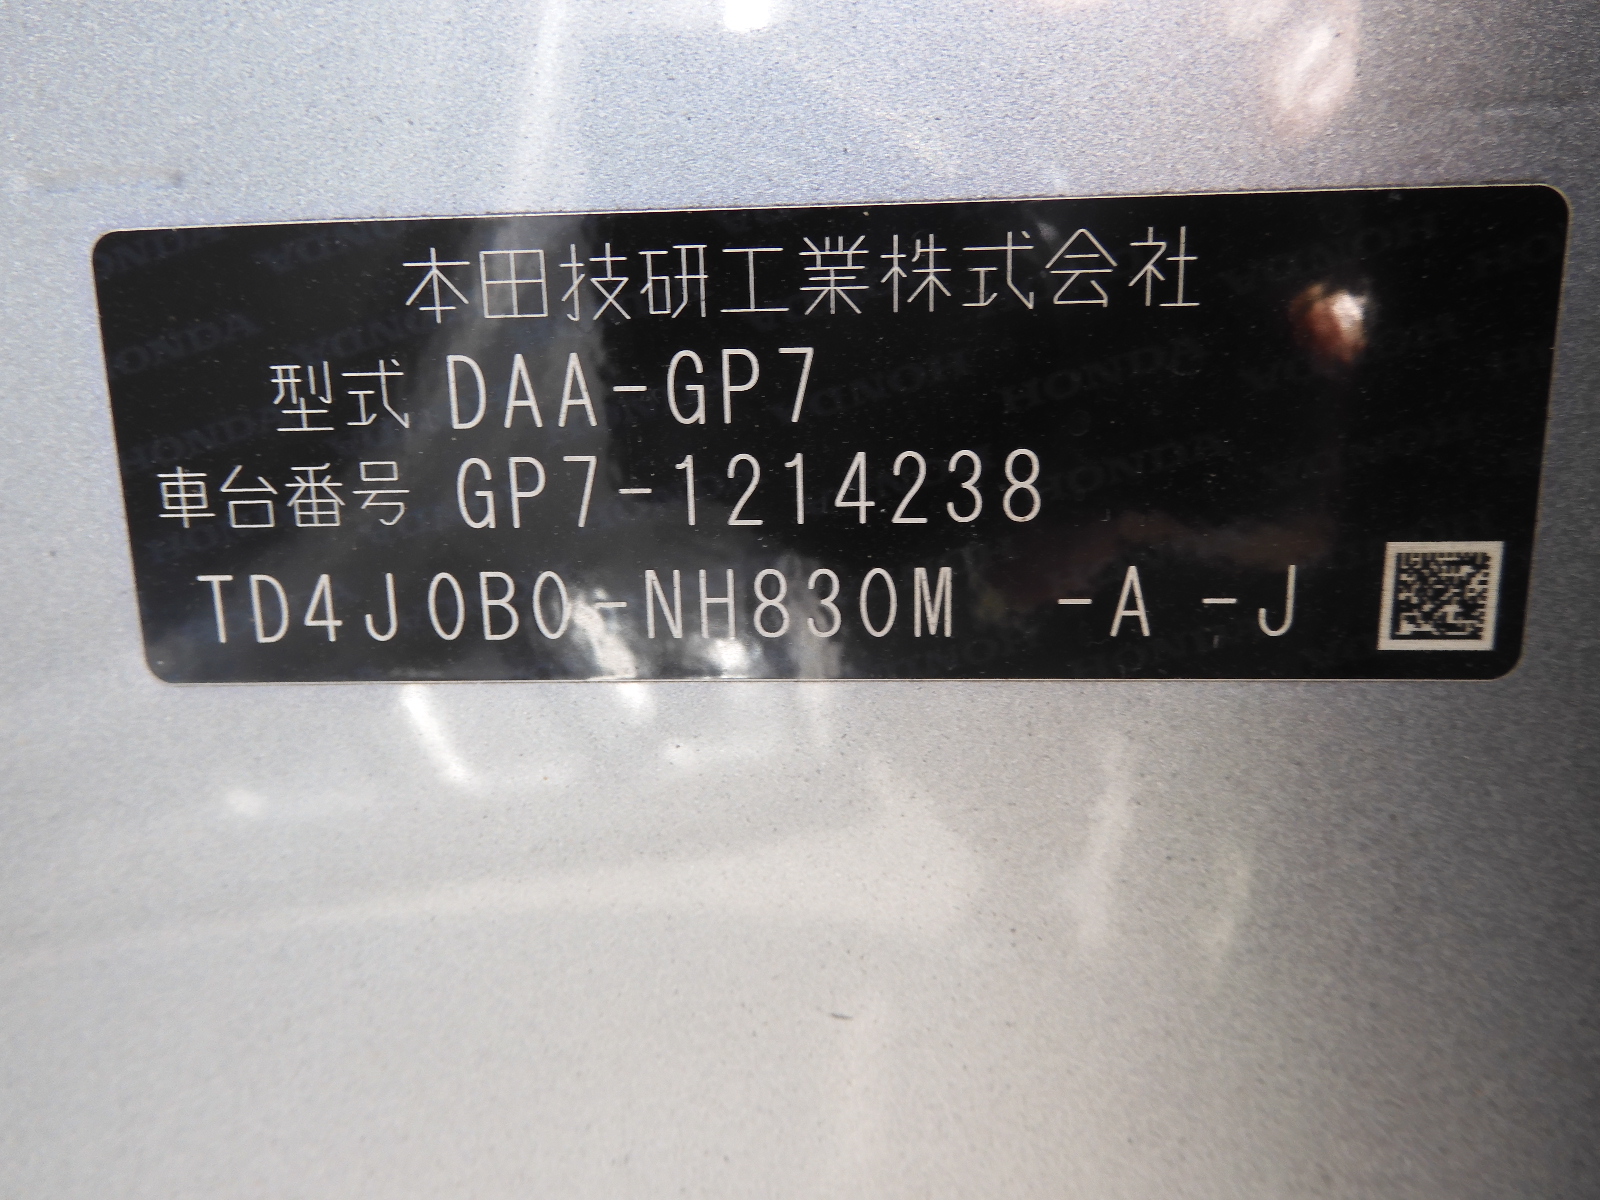 本田技研工業株式会社
型式 DAA-GP7
車台番号 GP7-1214238
TD4J0B0-NH830M -A -J